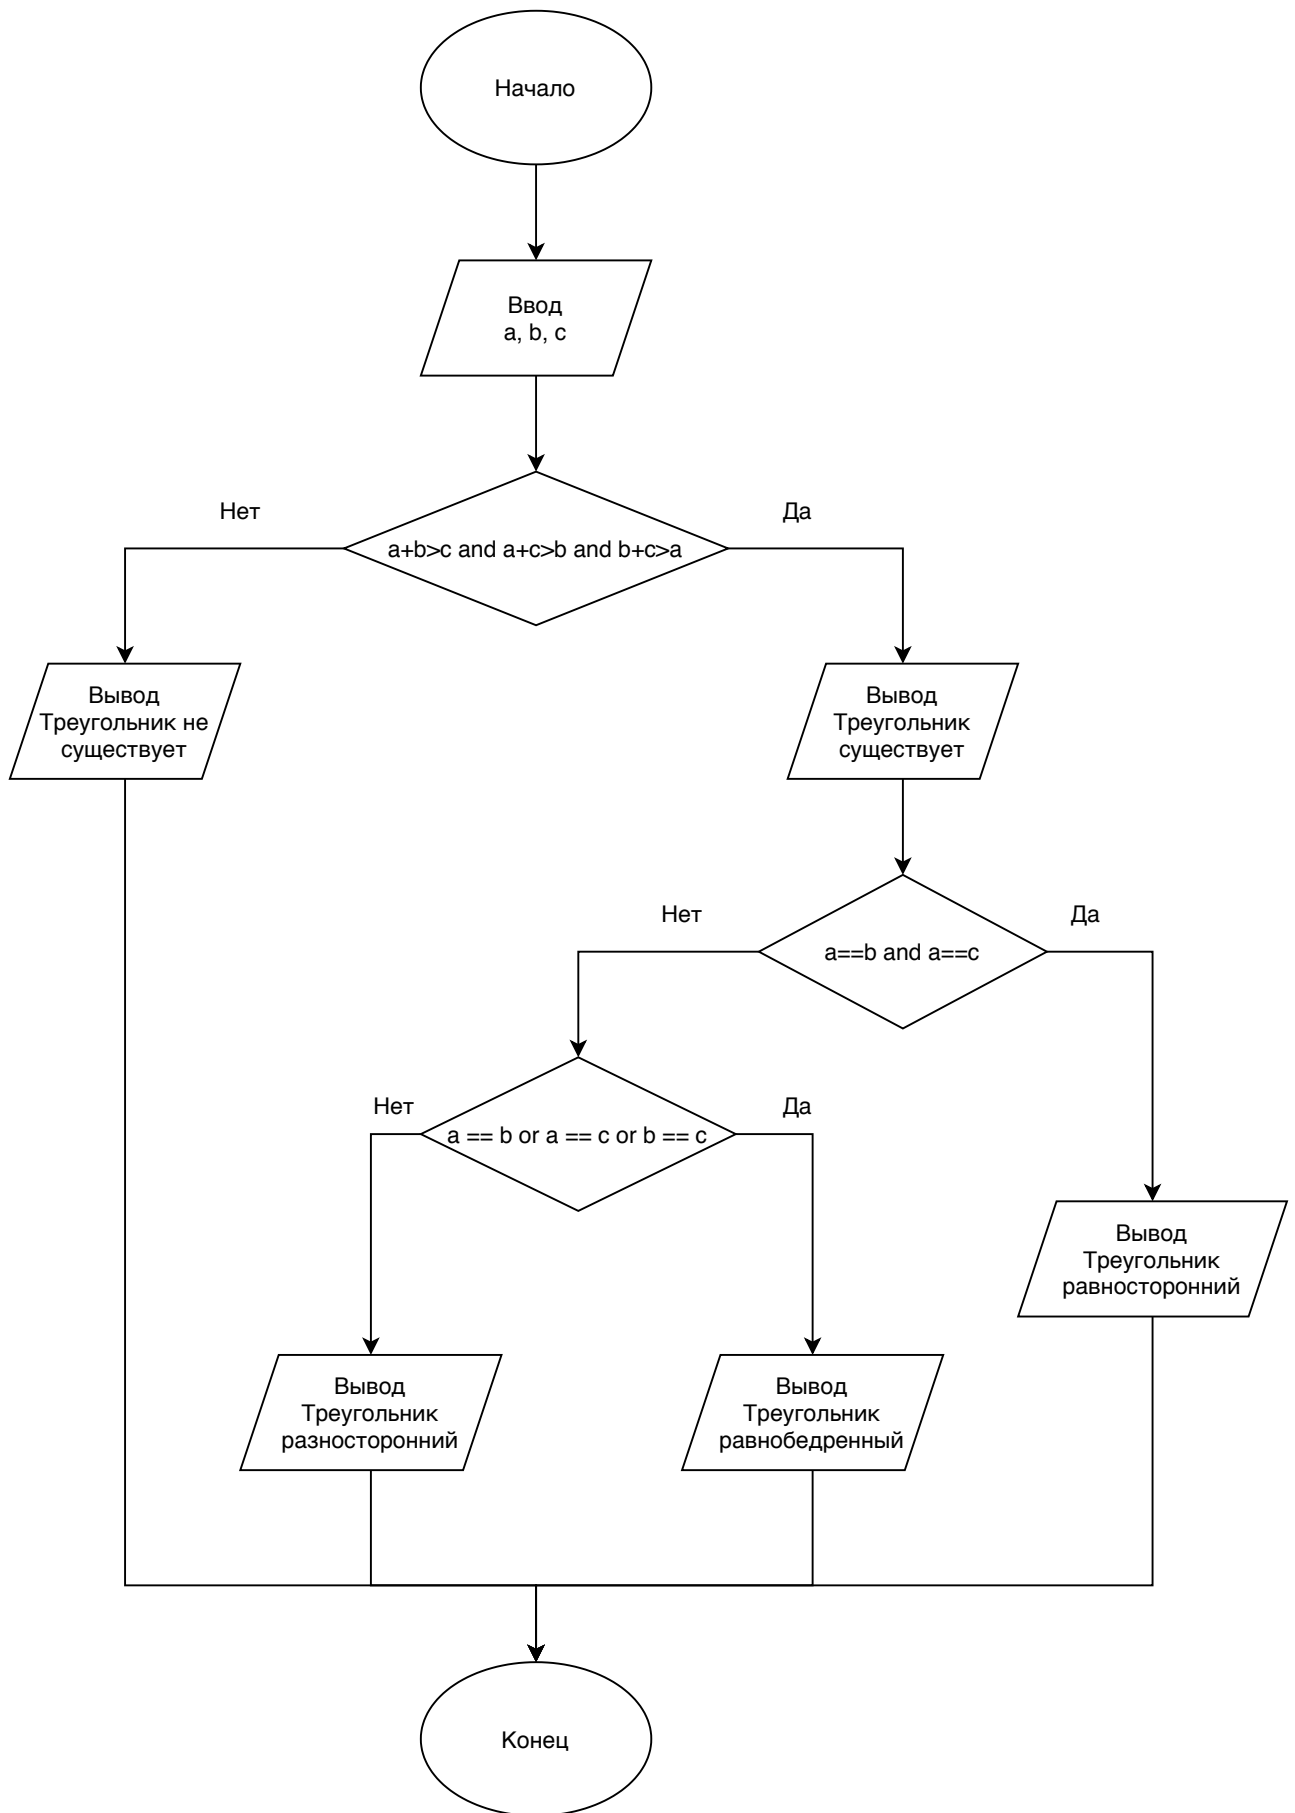 Начало
Ввод
a, b, c
Нет
Да
a+b>c and a+c>b and b+c>a
Вывод
Треугольник не
существует
Вывод
Треугольник
существует
Нет
Да
a==b and a==c
Нет
Да
a == b or a == c or b == c
Вывод
Треугольник
равносторонний
Вывод
Треугольник
разносторонний
Вывод
Треугольник
равнобедренный
Конец